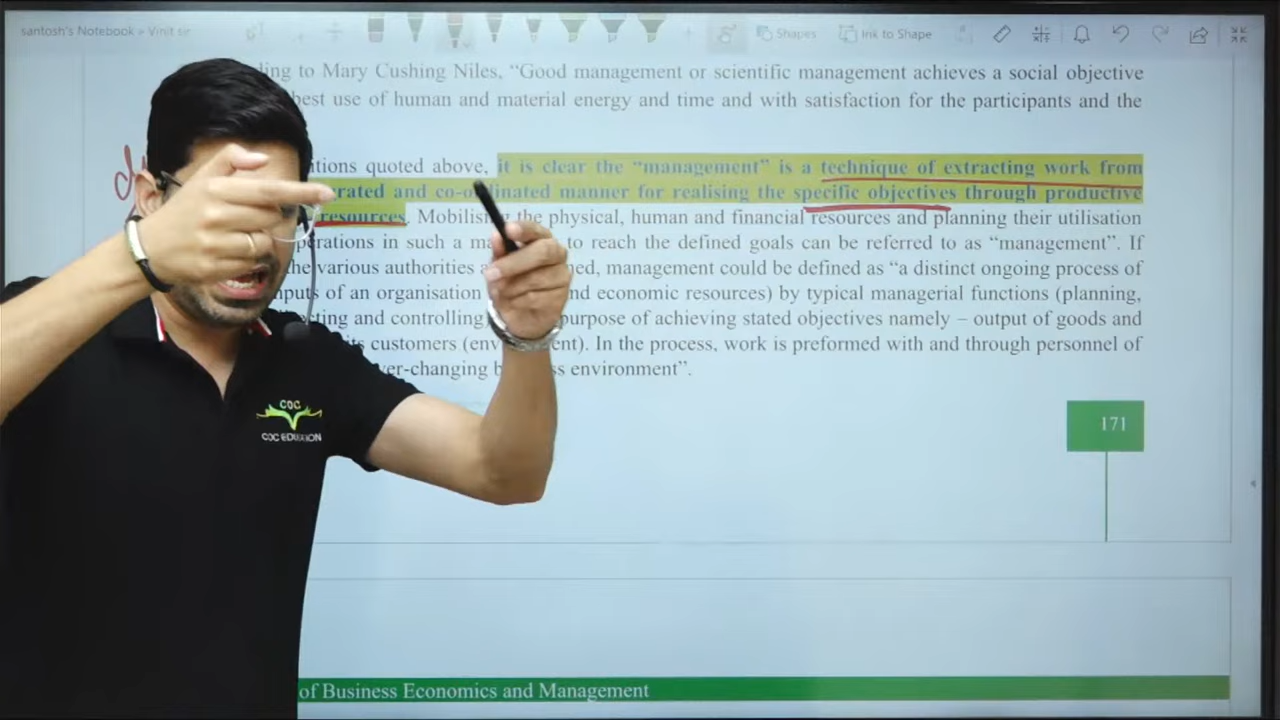 santosh's Notebook » Vinit sir
Shapes
Ink to Shape
ding to Mary Cushing Niles, “Good management or scientific management achieves a social objective
best use of human and material energy and time and with satisfaction for the participants and the
itions quoted above, it is clear the “management” is a technique of extracting work from
grated and co-ordinated manner for realising the specific objectives through productive
resources. Mobilising the physical, human and financial resources and planning their utilisation
perations in such a ma to reach the defined goals can be referred to as “management”. If
the various authorities a ned, management could be defined as “a distinct ongoing process of
nputs of an organisation nd economic resources) by typical managerial functions (planning,
cting and controlling) purpose of achieving stated objectives namely – output of goods and
its customers (env ent). In the process, work is preformed with and through personnel of
ver-changing b ss environment”.
COC
COC EDUCATION
171
of Business Economics and Management